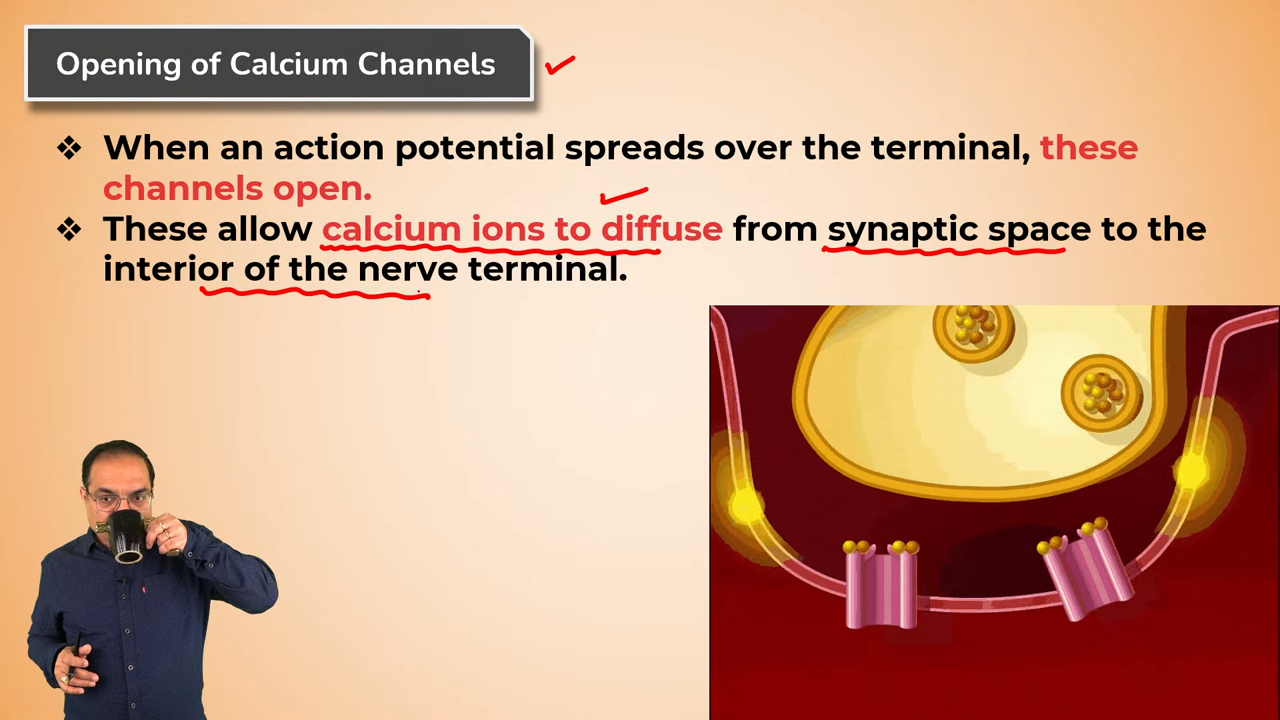 Opening of Calcium Channels
❖ When an action potential spreads over the terminal, these
channels open.
❖ These allow calcium ions to diffuse from synaptic space to the
interior of the nerve terminal.